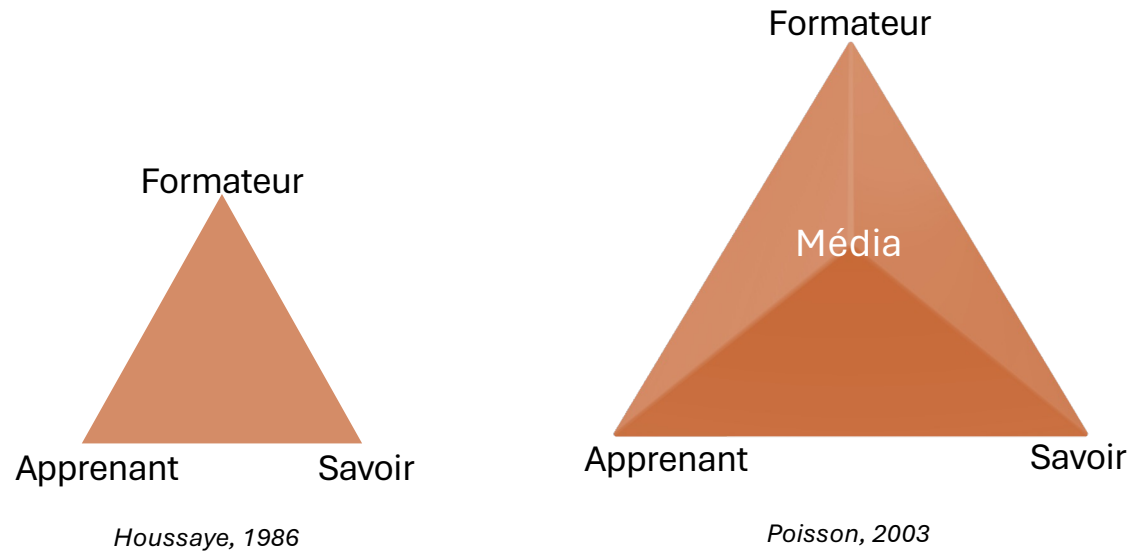 Formateur
Apprenant
Savoir
Houssaye, 1986
Formateur
Média
Apprenant
Savoir
Poisson, 2003